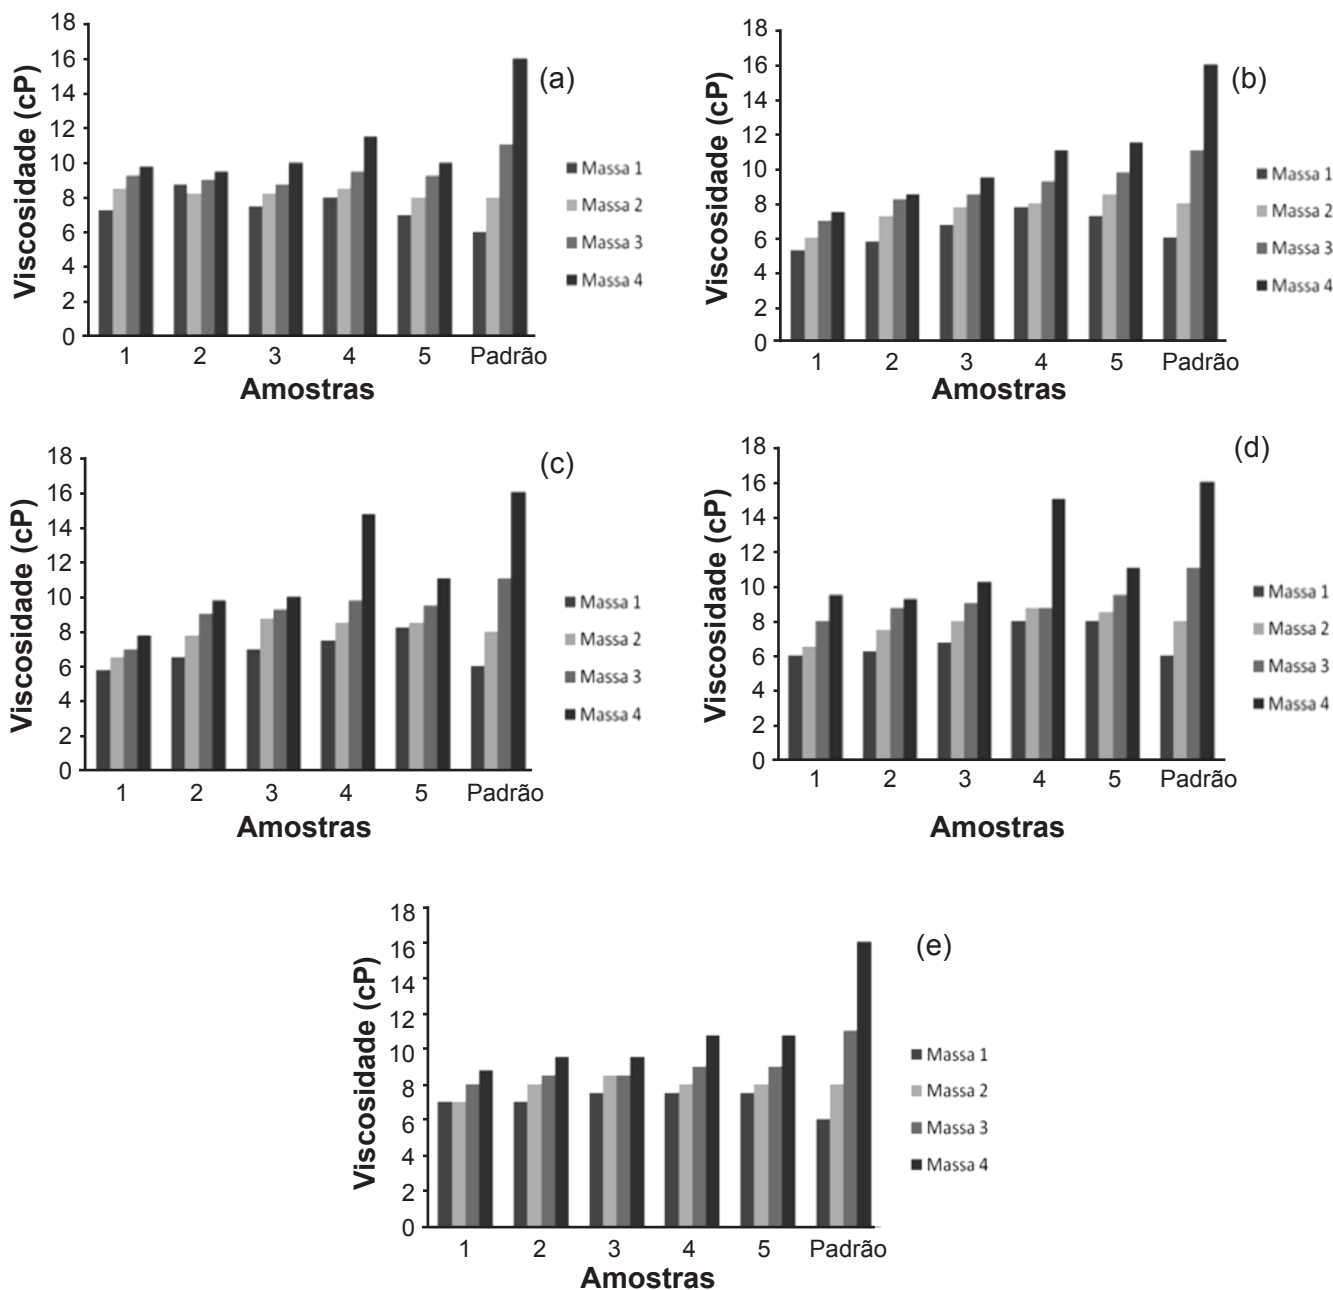 (a)
Viscosidade (cP)
18
16
14
12
10
8
6
4
2
0
1 2 3 4 5 Padrão
Amostras
Massa 1
Massa 2
Massa 3
Massa 4
(b)
Viscosidade (cP)
18
16
14
12
10
8
6
4
2
0
1 2 3 4 5 Padrão
Amostras
Massa 1
Massa 2
Massa 3
Massa 4
(c)
Viscosidade (cP)
18
16
14
12
10
8
6
4
2
0
1 2 3 4 5 Padrão
Amostras
Massa 1
Massa 2
Massa 3
Massa 4
(d)
Viscosidade (cP)
18
16
14
12
10
8
6
4
2
0
1 2 3 4 5 Padrão
Amostras
Massa 1
Massa 2
Massa 3
Massa 4
(e)
Viscosidade (cP)
18
16
14
12
10
8
6
4
2
0
1 2 3 4 5 Padrão
Amostras
Massa 1
Massa 2
Massa 3
Massa 4